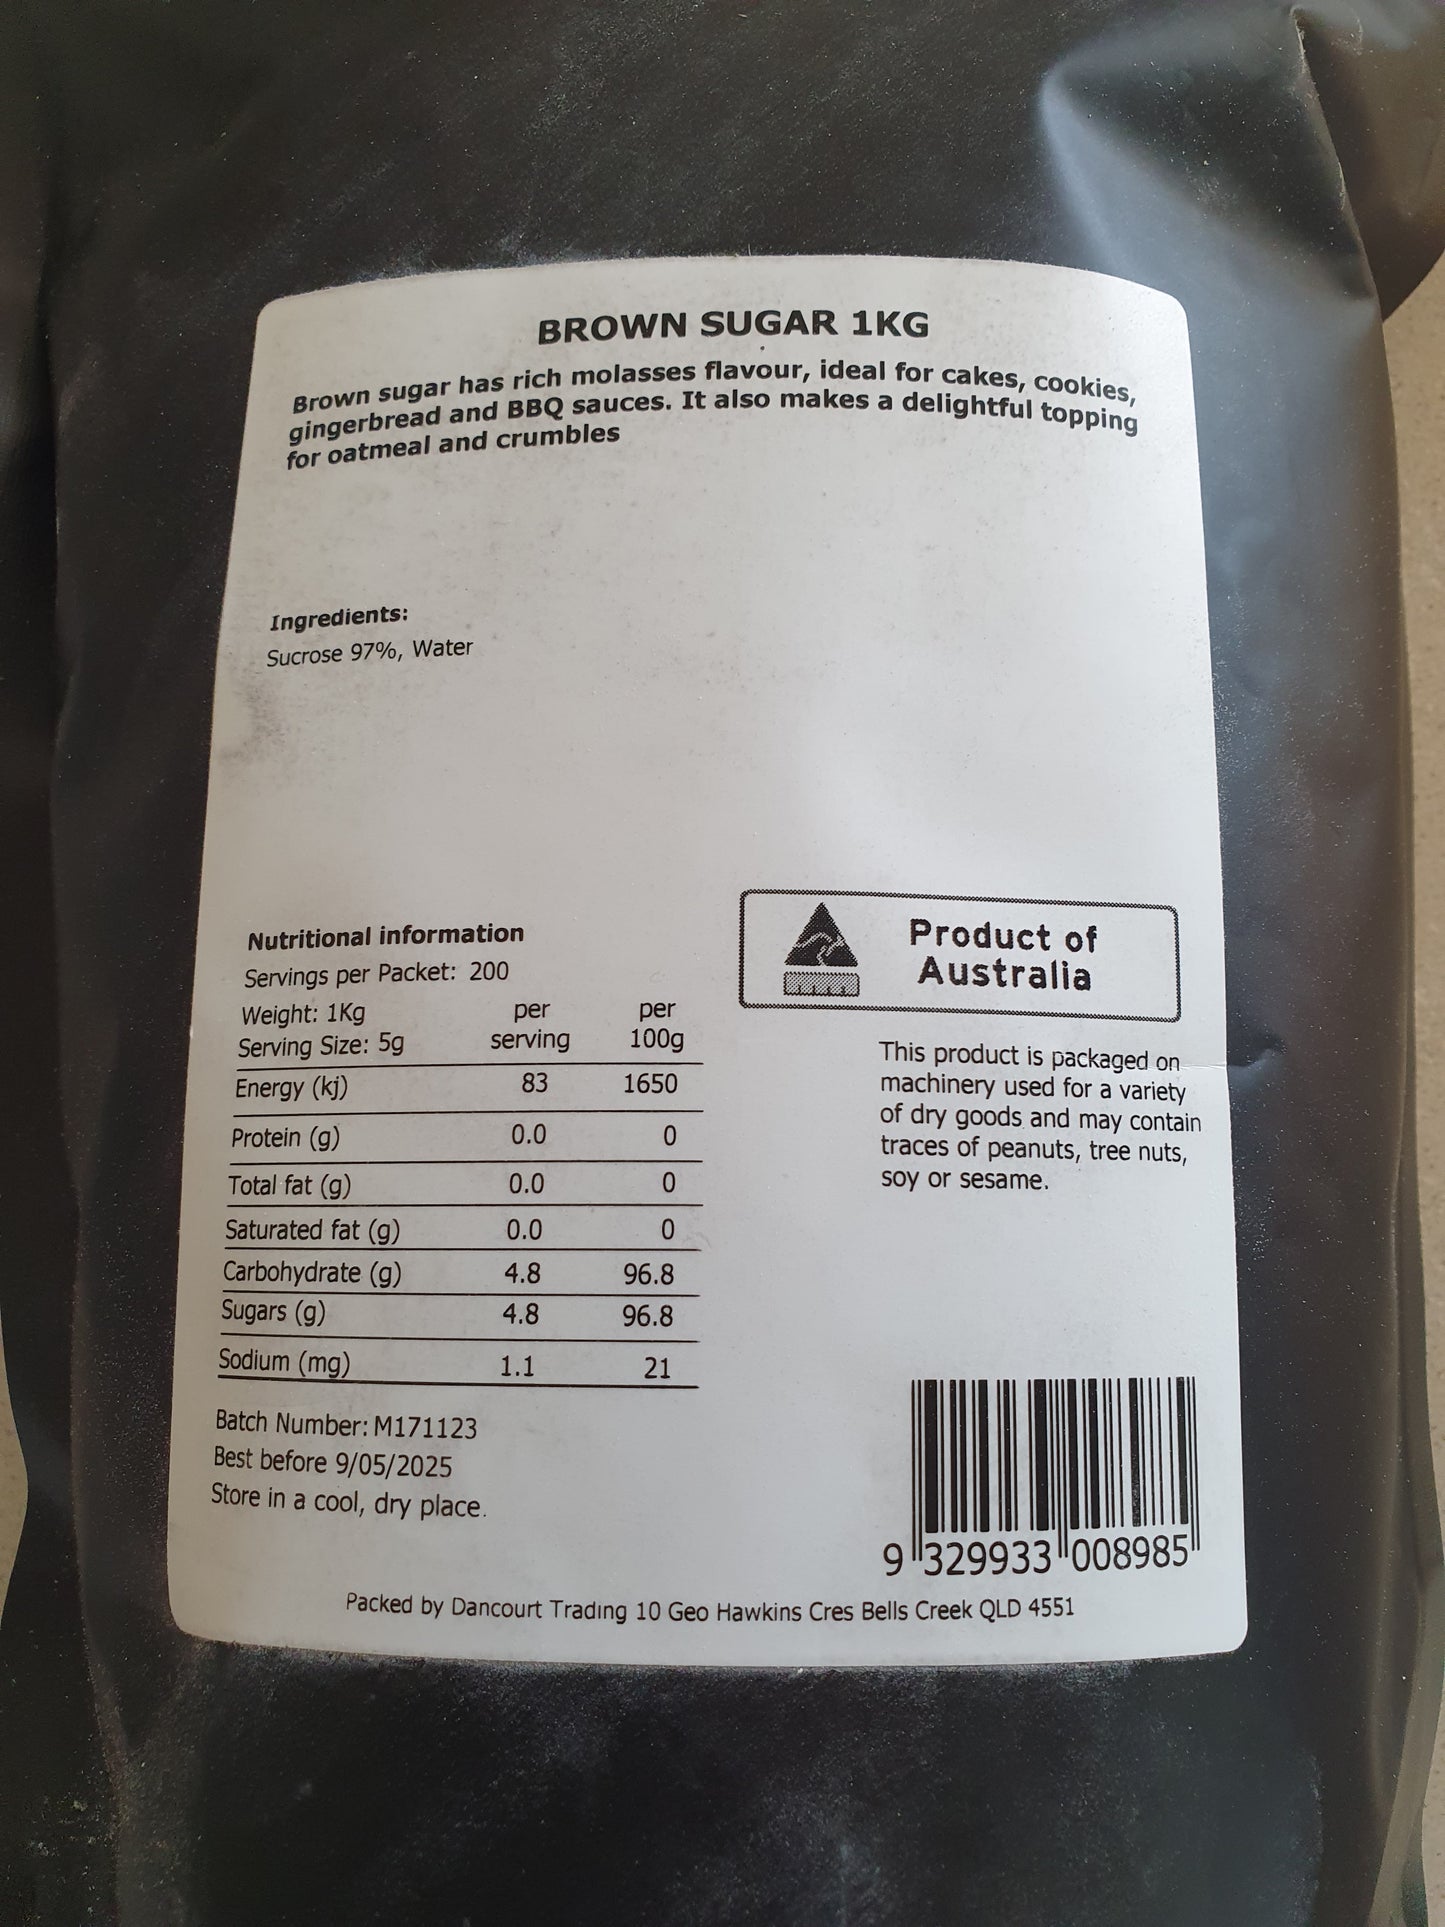 BROWN SUGAR 1KG
Brown sugar has rich molasses flavour, ideal for cakes, cookies,
gingerbread and BBQ sauces. It also makes a delightful topping
for oatmeal and crumbles
Ingredients:
Sucrose 97%, Water
Nutritional information
Servings per Packet: 200
Weight: 1Kg per per
Serving Size: 5g serving 100g
Energy (kj) 83 1650
Protein (g) 0.0 0
Total fat (g) 0.0 0
Saturated fat (g) 0.0 0
Carbohydrate (g) 4.8 96.8
Sugars (g) 4.8 96.8
Sodium (mg) 1.1 21
Batch Number: M171123
Best before 9/05/2025
Store in a cool, dry place.
Product of
Australia
This product is packaged on
machinery used for a variety
of dry goods and may contain
traces of peanuts, tree nuts,
soy or sesame.
9 329933 008985
Packed by Dancourt Trading 10 Geo Hawkins Cres Bells Creek QLD 4551